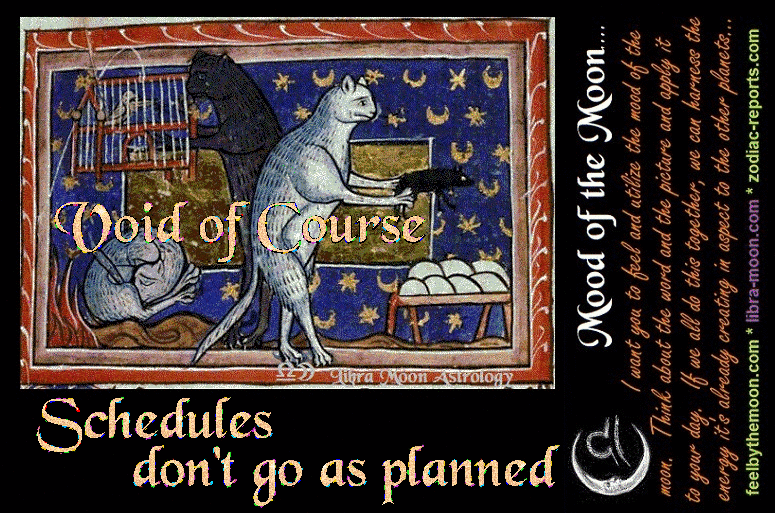 Void of Course
Libra Moon Astrology
Schedules
don't go as planned
Mood of the Moon....
I want you to feel and utilize the mood of the
moon. Think about the word and the picture and apply it
to your day. If we all do this together, we can harness the
energy it's already creating in aspect to the other planets...
feelbythemoon.com * libra-moon.com * zodiac-reports.com